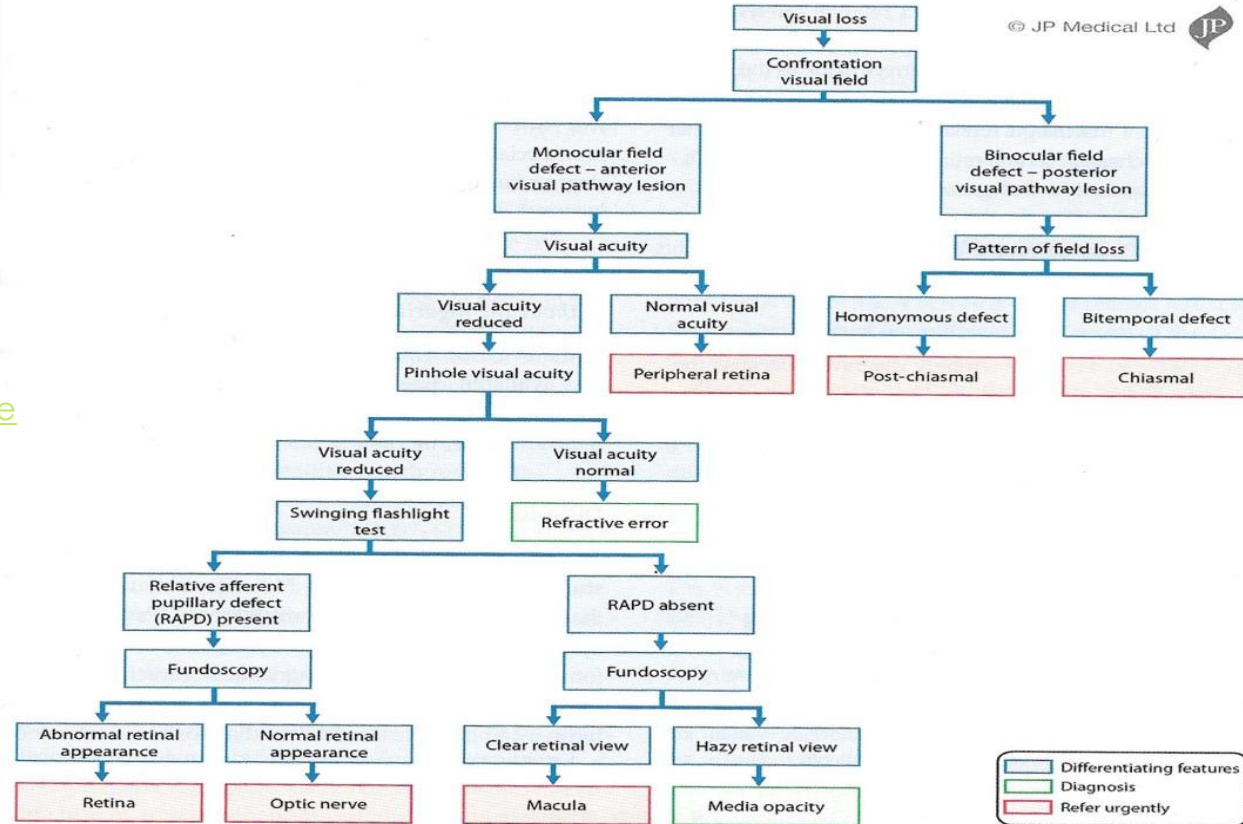 Visual loss
© JP Medical Ltd
JP
Confrontation
visual field
Monocular field
defect – anterior
visual pathway lesion
Binocular field
defect – posterior
visual pathway lesion
Visual acuity
Pattern of field loss
Visual acuity
reduced
Normal visual
acuity
Homonymous defect
Bitemporal defect
Pinhole visual acuity
Peripheral retina
Post-chiasmal
Chiasmal
e
Visual acuity
reduced
Visual acuity
normal
Swinging flashlight
test
Refractive error
Relative afferent
pupillary defect
(RAPD) present
RAPD absent
Fundoscopy
Fundoscopy
Abnormal retinal
appearance
Normal retinal
appearance
Clear retinal view
Hazy retinal view
Retina
Optic nerve
Macula
Media opacity
Differentiating features
Diagnosis
Refer urgently